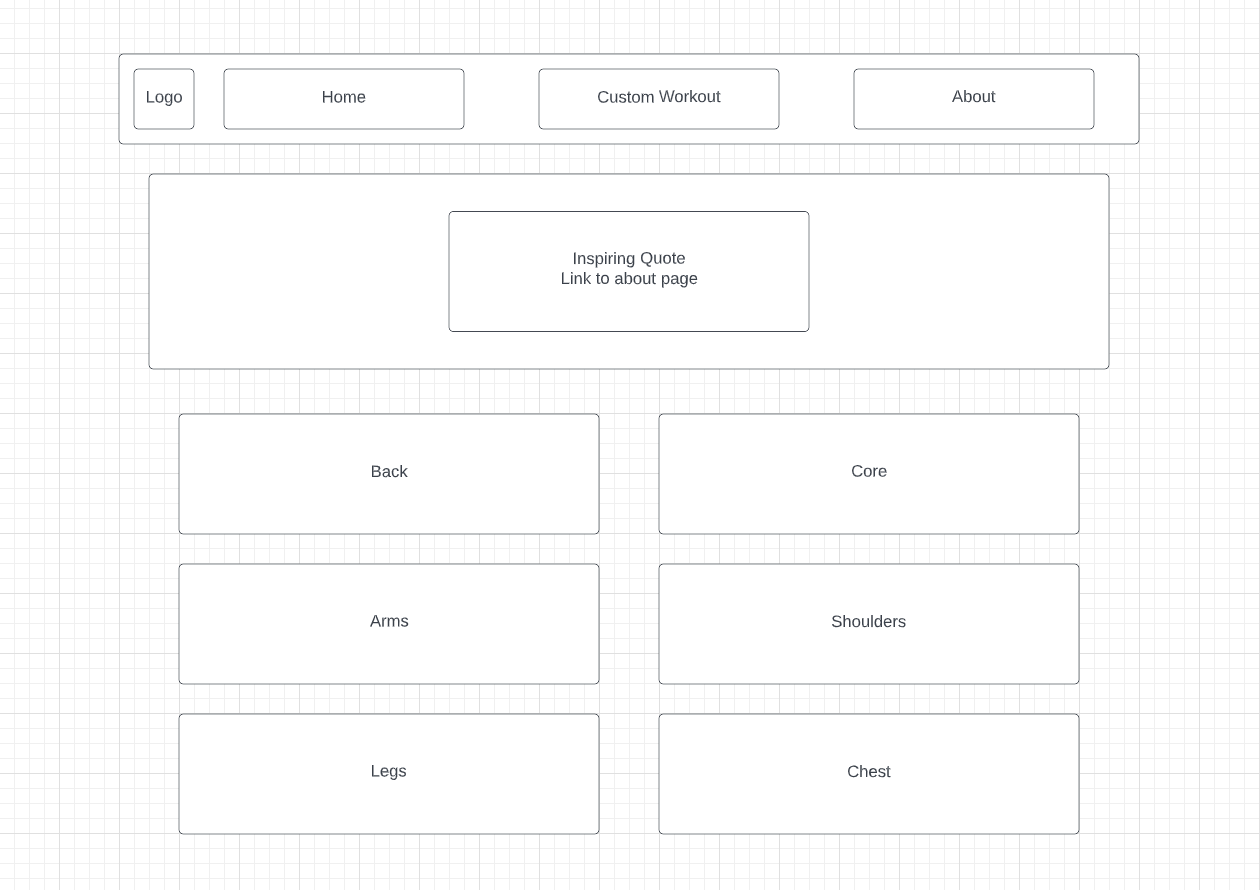 Logo
Home
Custom Workout
About
Inspiring Quote
Link to about page
Back
Core
Arms
Shoulders
Legs
Chest